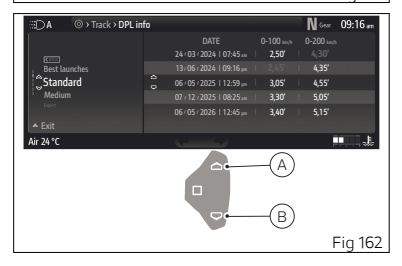 A > Track > DPL info N Gear 09:16 am
DATE 0-100 km/h 0-200 km/h
24/03/2024 | 07:45 am | 2,50' | 4,30'
Best launches 13/06/2024 | 09:16 pm | 2,45' | 4,35'
Standard 06/05/2025 | 12:59 pm | 3,05' | 4,55'
Medium 07/12/2025 | 08:25 am | 3,30' | 5,05'
06/05/2026 | 12:45 pm | 3,40' | 5,15'
Exit
Air 24 °C
A
B
Fig 162